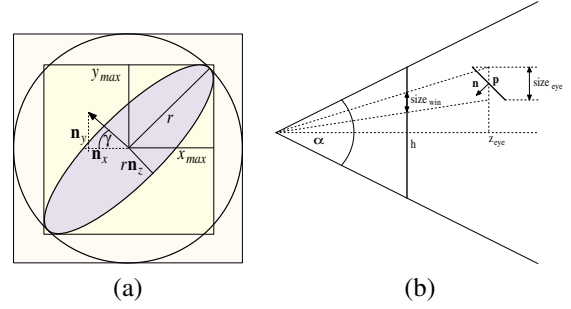 y_max
r
n_y
γ
n_x
x_max
rn_z
(a)
n
p
size_eye
size_win
α
z_eye
h
(b)